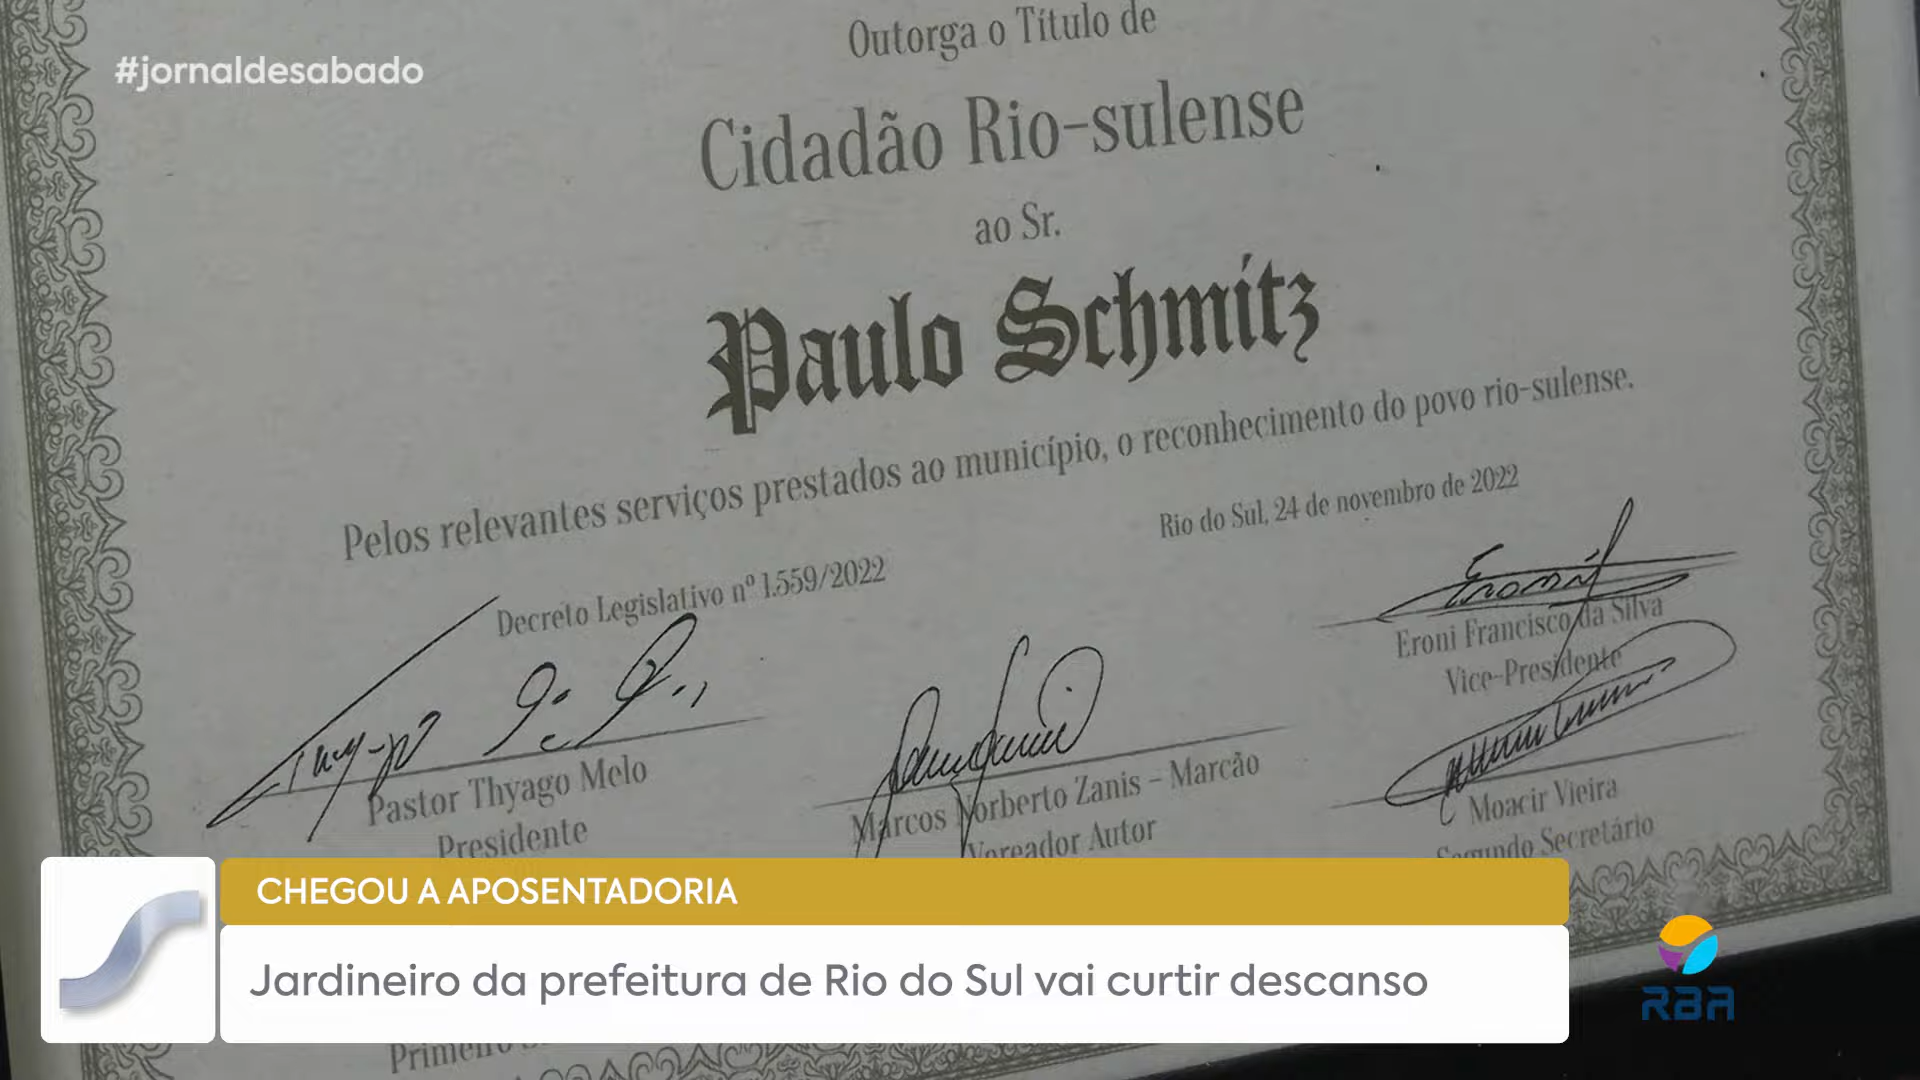 #jornaldesabado
Outorga o Título de
Cidadão Rio-sulense
ao Sr.
Paulo Schmitz
Pelos relevantes serviços prestados ao município, o reconhecimento do povo rio-sulense.
Rio do Sul, 24 de novembro de 2022
Decreto Legislativo nº 1.559/2022
Eroni Francisco da Silva
Vice-Presidente
Pastor Thyago Melo
Presidente
Marcos Norberto Zanis - Marcão
Vereador Autor
Moacir Vieira
Segundo Secretário
CHEGOU A APOSENTADORIA
Jardineiro da prefeitura de Rio do Sul vai curtir descanso
RBA